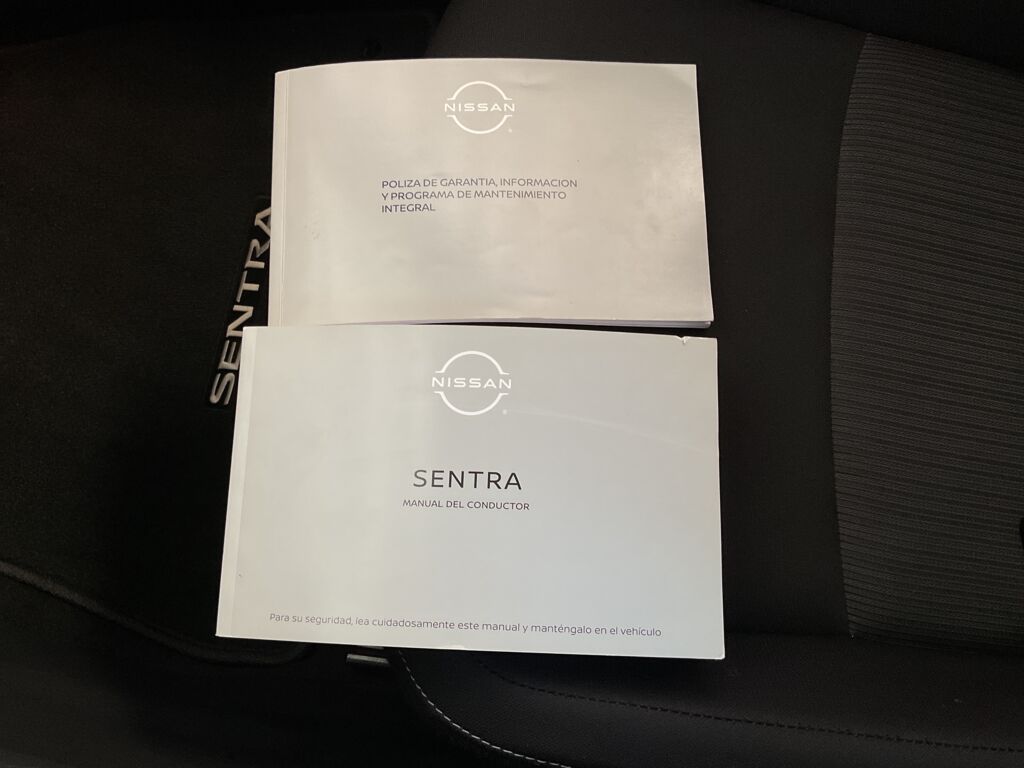 NISSAN
POLIZA DE GARANTIA, INFORMACION
Y PROGRAMA DE MANTENIMIENTO
INTEGRAL
SENTRA
NISSAN
SENTRA
MANUAL DEL CONDUCTOR
Para su seguridad, lea cuidadosamente este manual y manténgalo en el vehículo